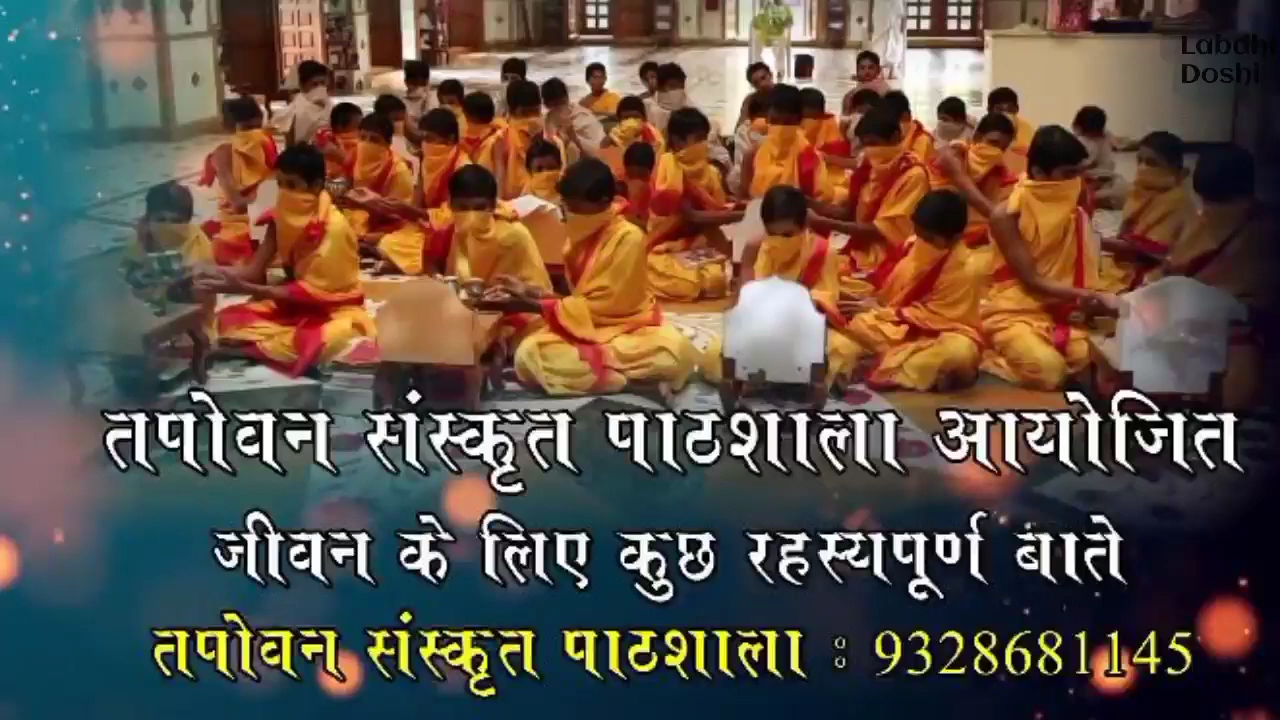 Labdhi
Doshi
तपोवन संस्कृत पाठशाला आयोजित
जीवन के लिए कुछ रहस्यपूर्ण बाते
तपोवन संस्कृत पाठशाला : 9328681145